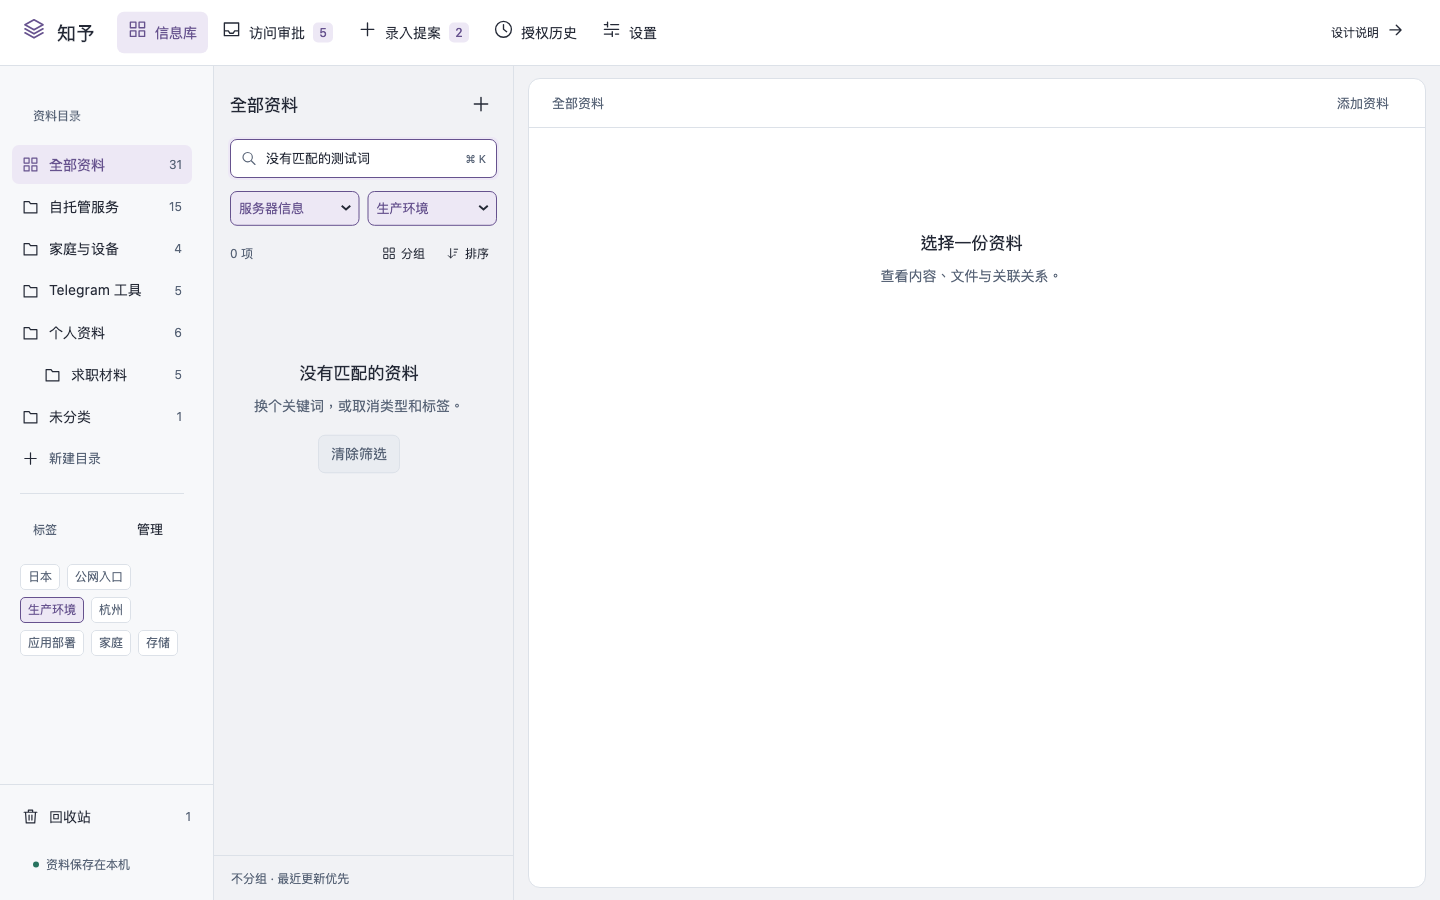 知予
信息库
访问审批 5
录入提案 2
授权历史
设置
设计说明
资料目录
全部资料 31
自托管服务 15
家庭与设备 4
Telegram 工具 5
个人资料 6
求职材料 5
未分类 1
新建目录
标签 管理
日本 公网入口
生产环境 杭州
应用部署 家庭 存储
回收站 1
资料保存在本机
全部资料
没有匹配的测试词 ⌘ K
服务器信息 生产环境
0 项 分组 排序
没有匹配的资料
换个关键词，或取消类型和标签。
清除筛选
不分组 · 最近更新优先
全部资料 添加资料
选择一份资料
查看内容、文件与关联关系。